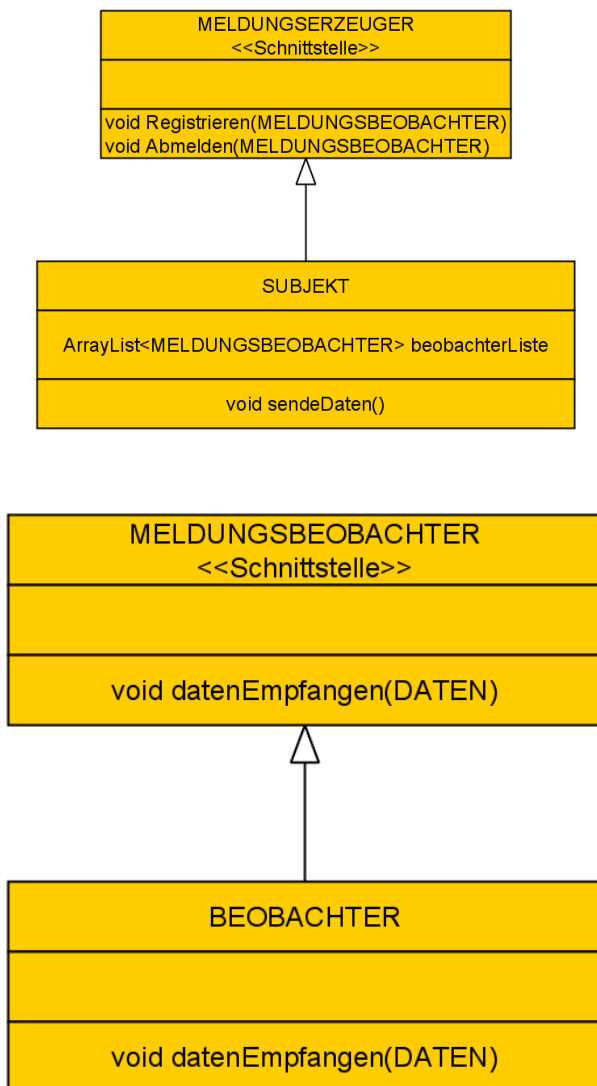 MELDUNGSERZEUGER
<<Schnittstelle>>
void Registrieren(MELDUNGSBEOBACHTER)
void Abmelden(MELDUNGSBEOBACHTER)
SUBJEKT
ArrayList<MELDUNGSBEOBACHTER> beobachterListe
void sendeDaten()
MELDUNGSBEOBACHTER
<<Schnittstelle>>
void datenEmpfangen(DATEN)
BEOBACHTER
void datenEmpfangen(DATEN)